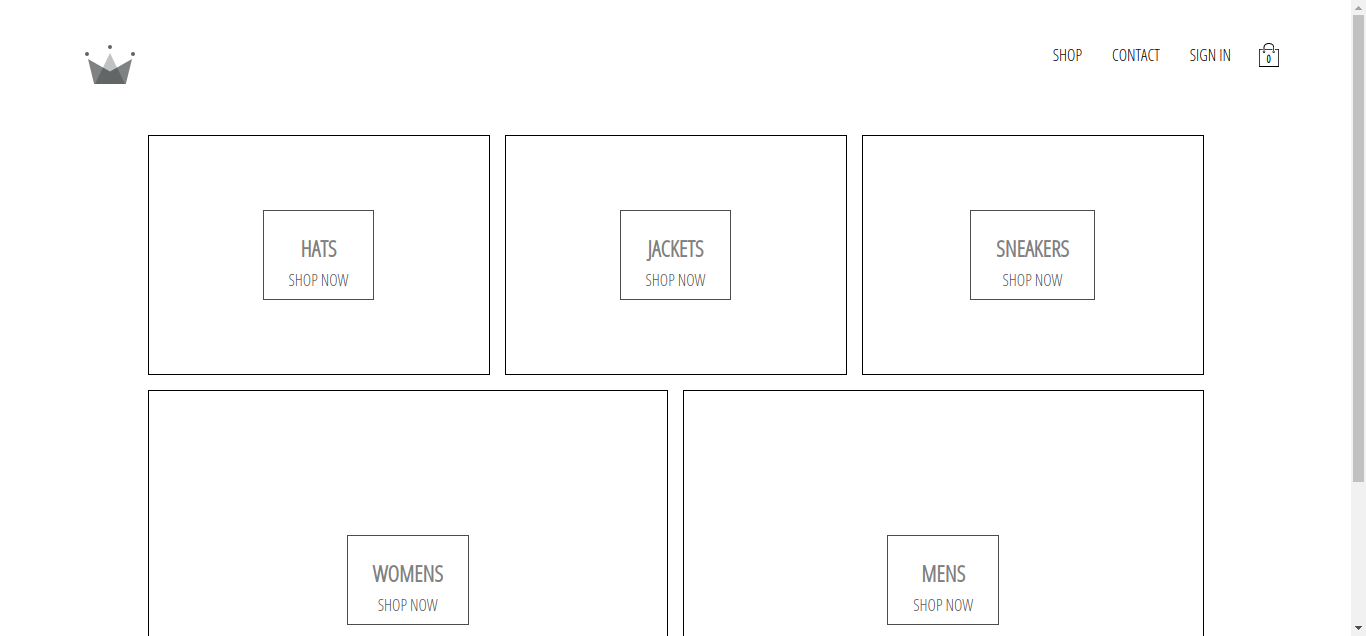 SHOP CONTACT SIGN IN 0
HATS
SHOP NOW
JACKETS
SHOP NOW
SNEAKERS
SHOP NOW
WOMENS
SHOP NOW
MENS
SHOP NOW